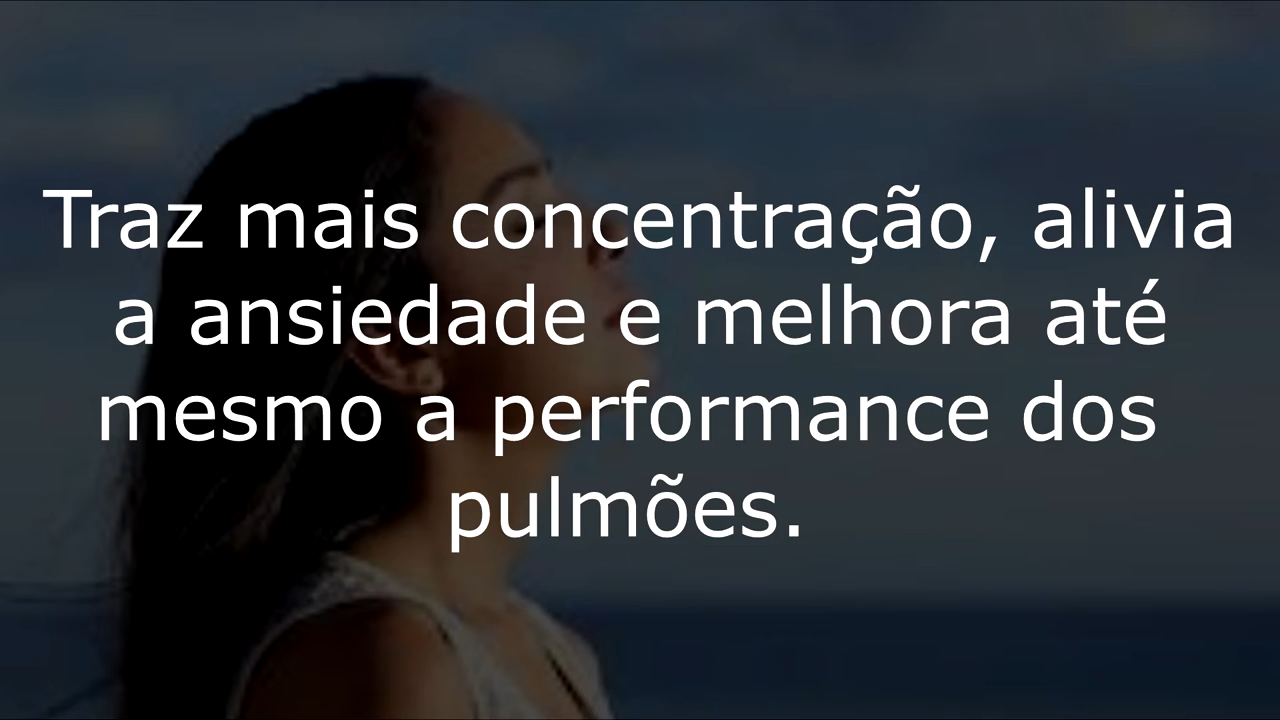 Traz mais concentração, alivia
a ansiedade e melhora até
mesmo a performance dos
pulmões.